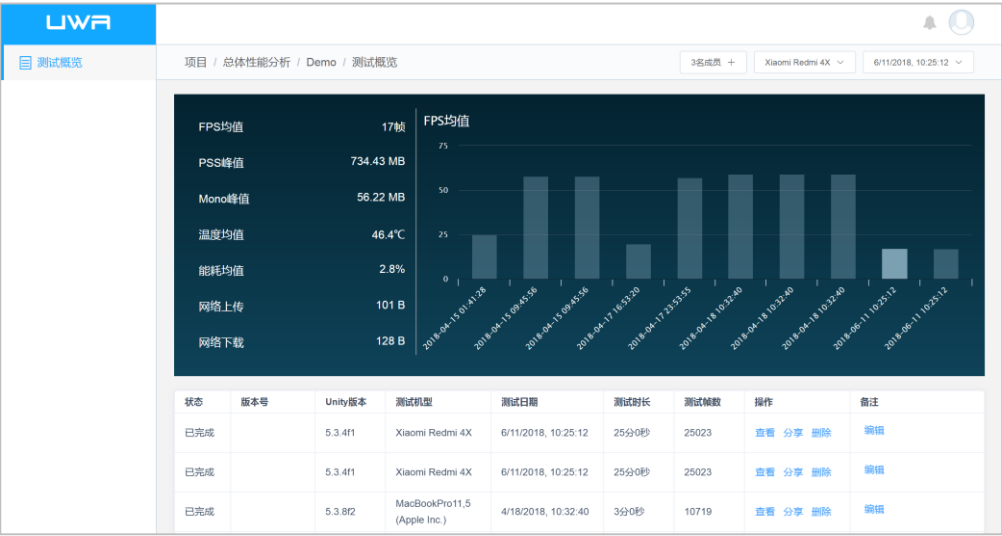 UWA
测试概览
项目 / 总体性能分析 / Demo / 测试概览
3名成员 +
Xiaomi Redmi 4X
6/11/2018, 10:25:12
FPS均值 17帧
PSS峰值 734.43 MB
Mono峰值 56.22 MB
温度均值 46.4℃
能耗均值 2.8%
网络上传 101 B
网络下载 128 B
FPS均值
75
50
25
0
2018-04-15 01:41:28
2018-04-15 09:45:56
2018-04-15 09:45:56
2018-04-17 16:53:20
2018-04-17 23:53:55
2018-04-18 10:32:40
2018-04-18 10:32:40
2018-04-18 10:32:40
2018-06-11 10:25:12
2018-06-11 10:25:12
状态 版本号 Unity版本 测试机型 测试日期 测试时长 测试帧数 操作 备注
已完成 5.3.4f1 Xiaomi Redmi 4X 6/11/2018, 10:25:12 25分0秒 25023 查看 分享 删除 编辑
已完成 5.3.4f1 Xiaomi Redmi 4X 6/11/2018, 10:25:12 25分0秒 25023 查看 分享 删除 编辑
已完成 5.3.8f2 MacBookPro11,5 (Apple Inc.) 4/18/2018, 10:32:40 3分0秒 10719 查看 分享 删除 编辑